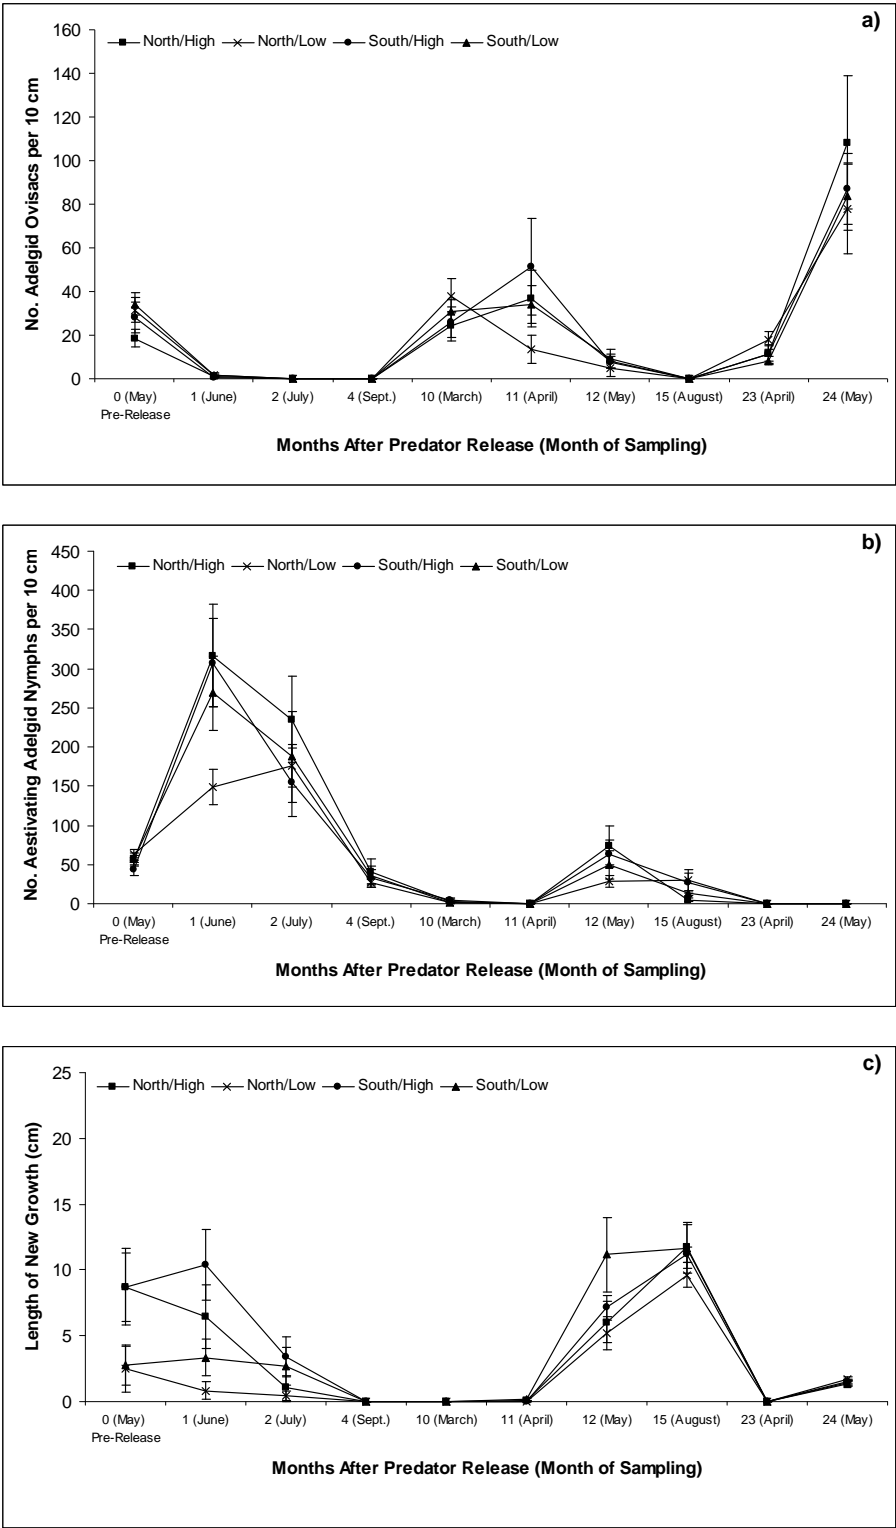 a)
160
140
120
100
80
60
40
20
0
No. Adelgid Ovisacs per 10 cm
North/High North/Low South/High South/Low
0 (May) 1 (June) 2 (July) 4 (Sept.) 10 (March) 11 (April) 12 (May) 15 (August) 23 (April) 24 (May)
Pre-Release
Months After Predator Release (Month of Sampling)
b)
450
400
350
300
250
200
150
100
50
0
No. Aestivating Adelgid Nymphs per 10 cm
North/High North/Low South/High South/Low
0 (May) 1 (June) 2 (July) 4 (Sept.) 10 (March) 11 (April) 12 (May) 15 (August) 23 (April) 24 (May)
Pre-Release
Months After Predator Release (Month of Sampling)
c)
25
20
15
10
5
0
Length of New Growth (cm)
North/High North/Low South/High South/Low
0 (May) 1 (June) 2 (July) 4 (Sept.) 10 (March) 11 (April) 12 (May) 15 (August) 23 (April) 24 (May)
Pre-Release
Months After Predator Release (Month of Sampling)